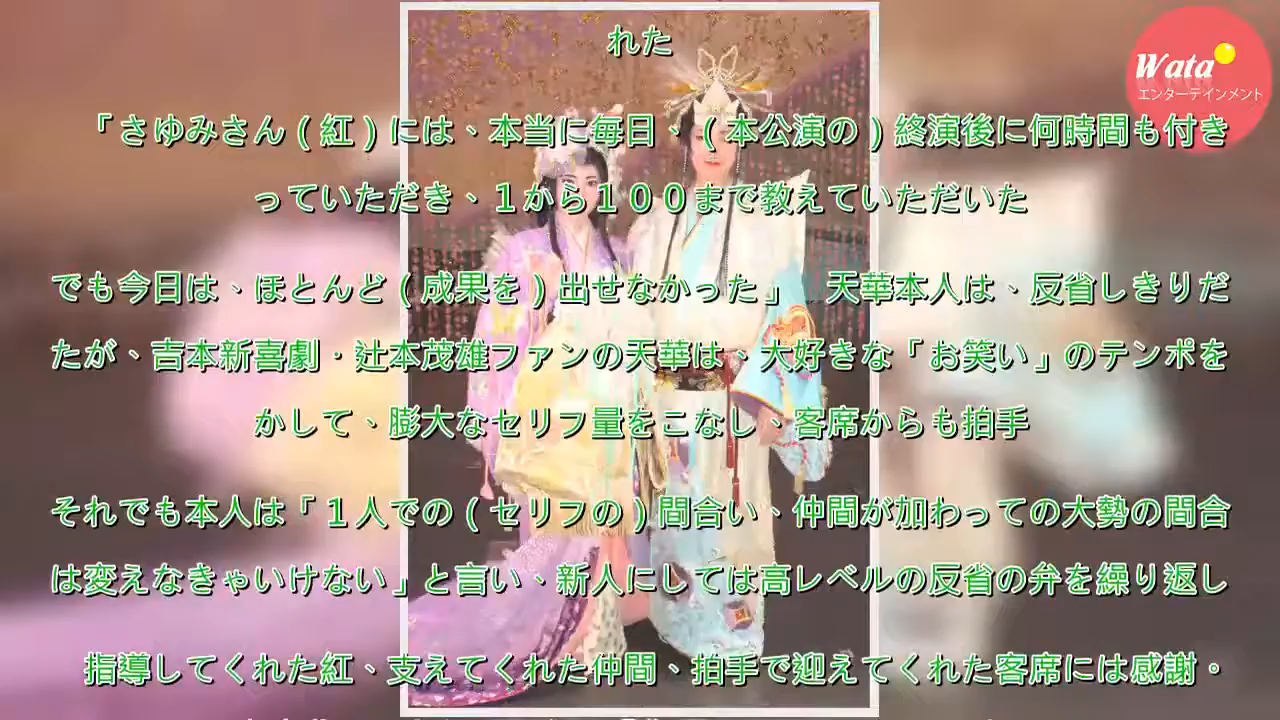 れた
Wata
エンターテインメント
「さゆみさん(紅)には、本当に毎日、(本公演の)終演後に何時間も付き
っていただき、1から100まで教えていただいた
でも今日は、ほとんど(成果を)出せなかった」 天華本人は、反省しきりだ
たが、吉本新喜劇・辻本茂雄ファンの天華は、大好きな「お笑い」のテンポを
かして、膨大なセリフ量をこなし、客席からも拍手
それでも本人は「1人での(セリフの)間合い、仲間が加わっての大勢の間合
は変えなきゃいけない」と言い、新人にしては高レベルの反省の弁を繰り返し
指導してくれた紅、支えてくれた仲間、拍手で迎えてくれた客席には感謝。